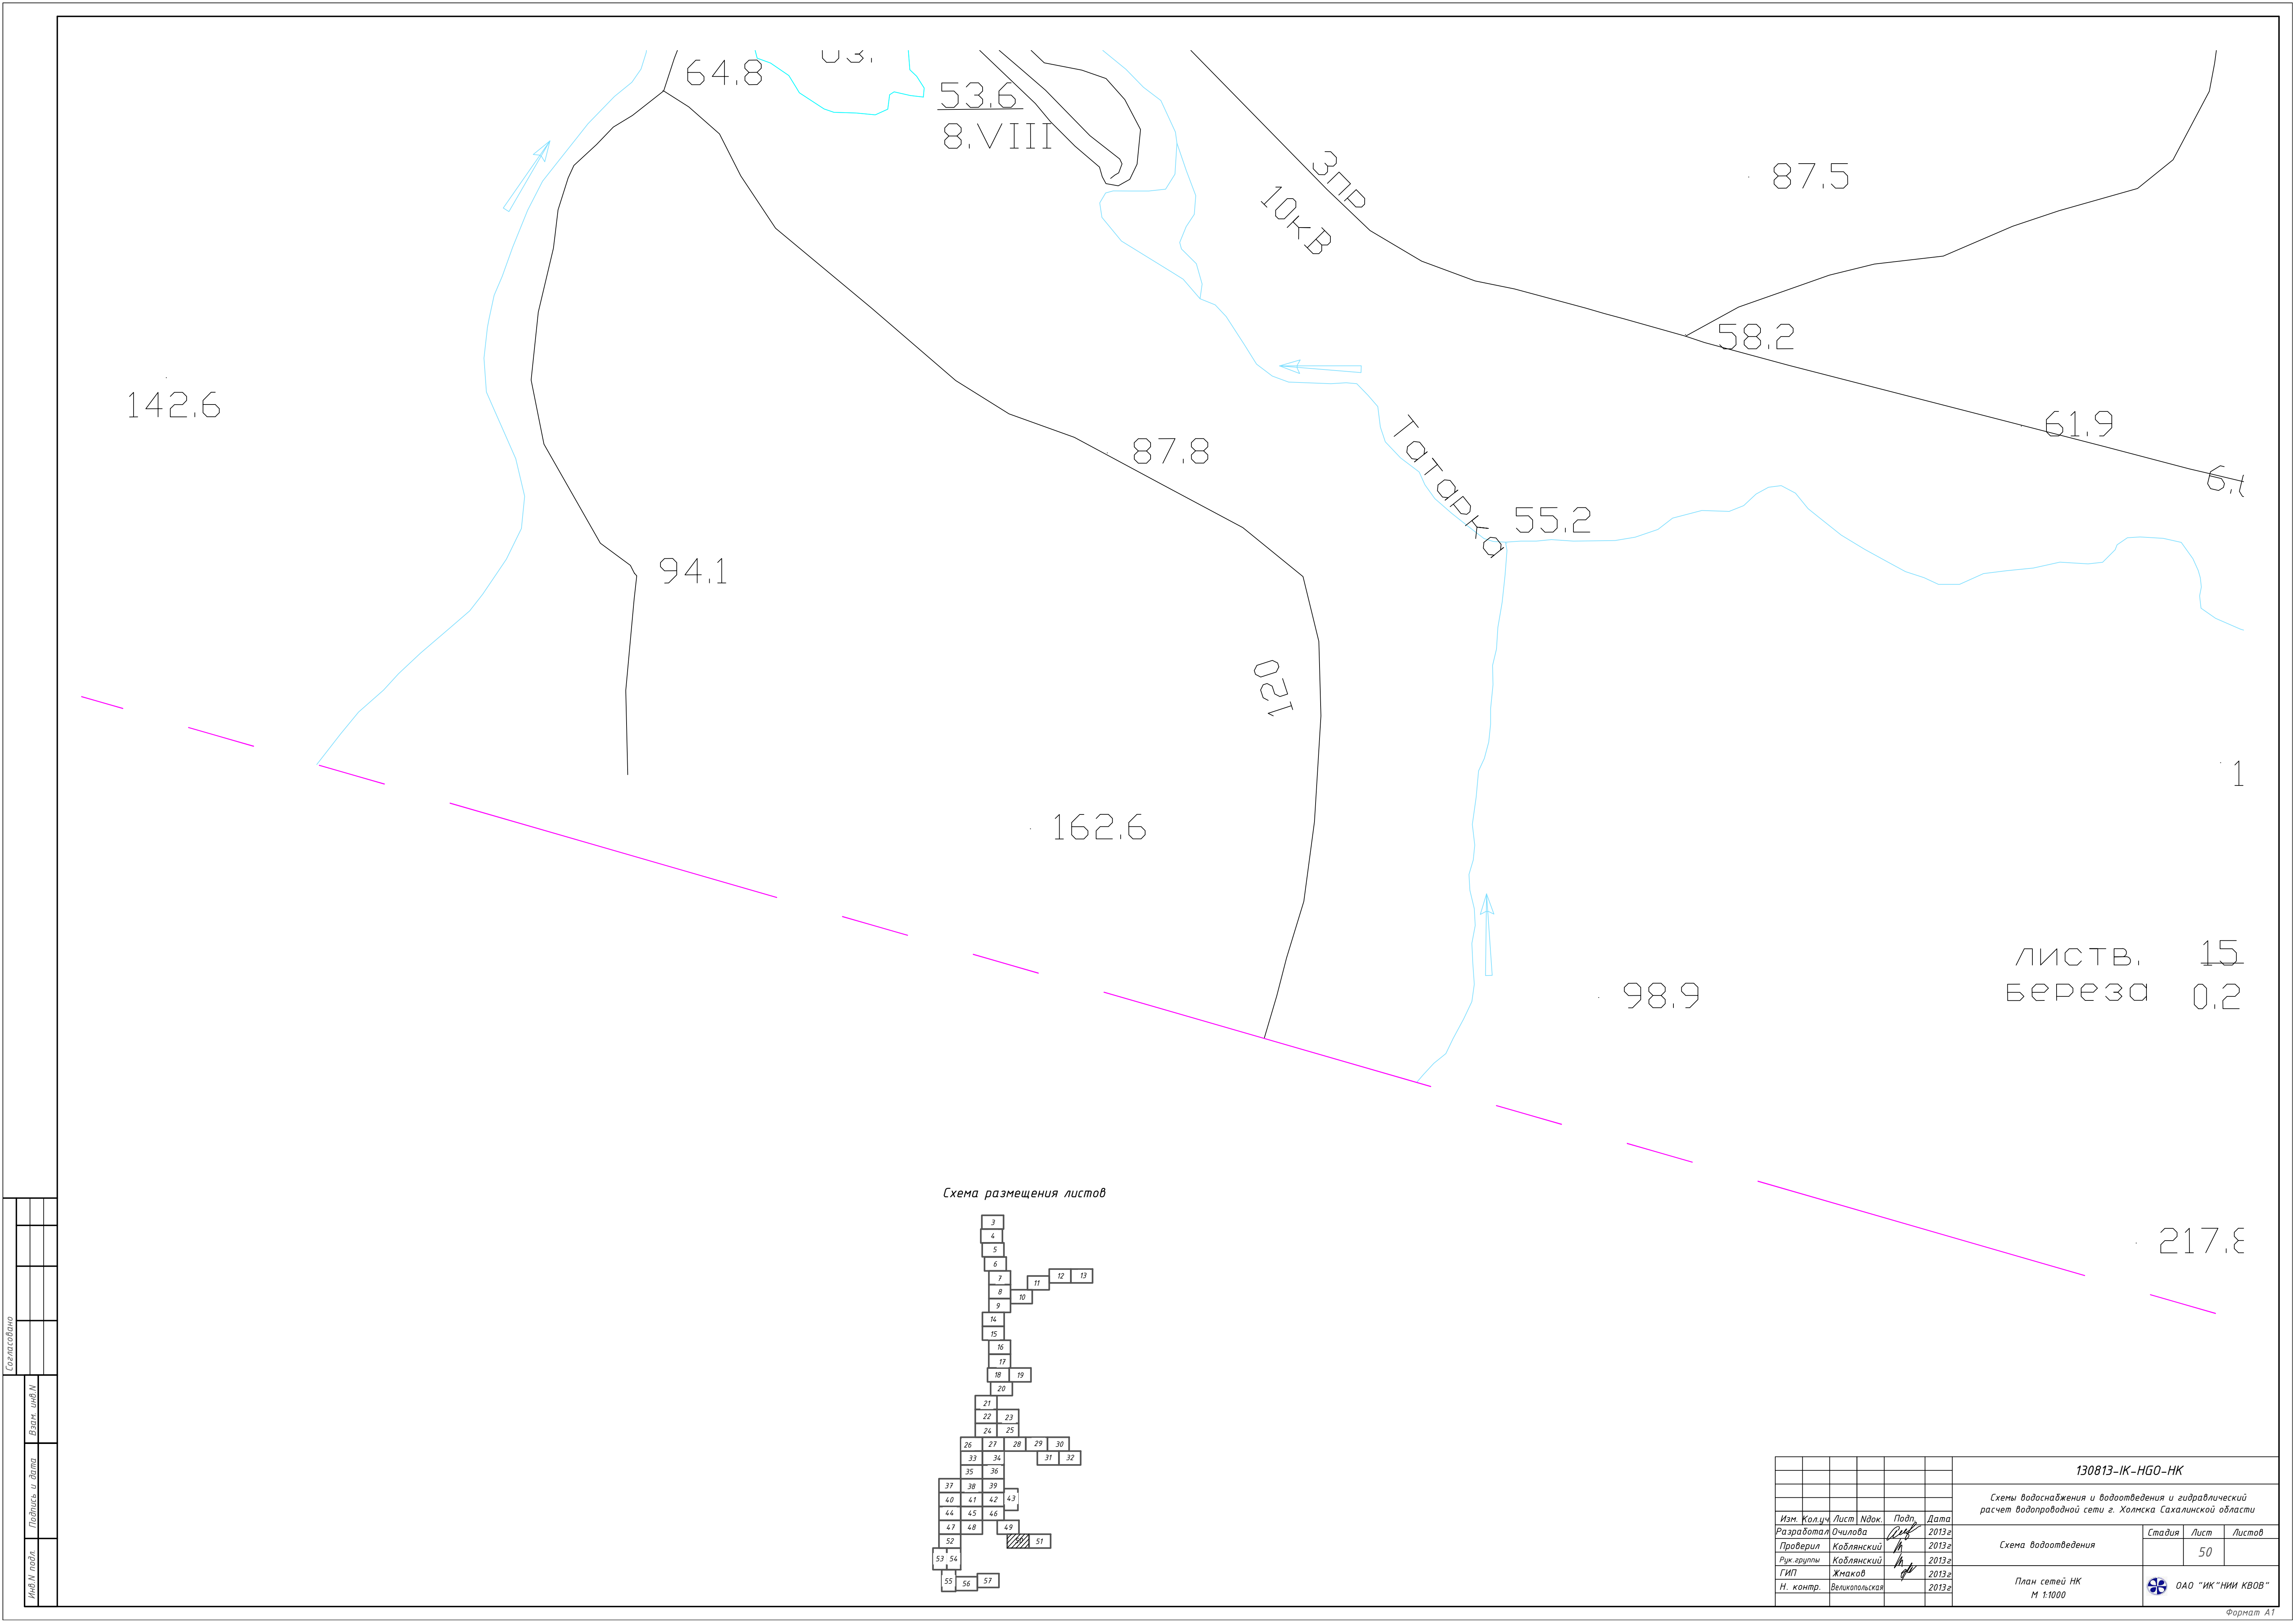 64,8
53,6
8.VIII
3пр
10кВ
87,5
58,2
142,6
61,9
87,8
Татарка
55,2
94,1
120
1
162,6
листв. 15
береза 0,2
98,9
217,8
Схема размещения листов
3
4
5
6
7
12 13
11
8
10
9
14
15
16
17
18 19
20
21
22 23
24 25
26 27 28 29 30
33 34 31 32
35 36
37 38 39
40 41 42 43
44 45 46
47 48 49
52 50 51
53 54
55 56 57
Согласовано
Взам. инв.N
Подпись и дата
Инв.N подл.
130813-IK-HGO-НК
Схемы водоснабжения и водоотведения и гидравлический
расчет водопроводной сети г. Холмска Сахалинской области
Изм. Кол.уч Лист Nдок. Подп. Дата
Разработал Очилова 2013г
Проверил Коблянский 2013г
Рук.группы Коблянский 2013г
ГИП Жмаков 2013г
Н. контр. Великопольская 2013г
Схема водоотведения
Стадия Лист Листов
50
План сетей НК
М 1:1000
ОАО "ИК"НИИ КВОВ"
Формат А1